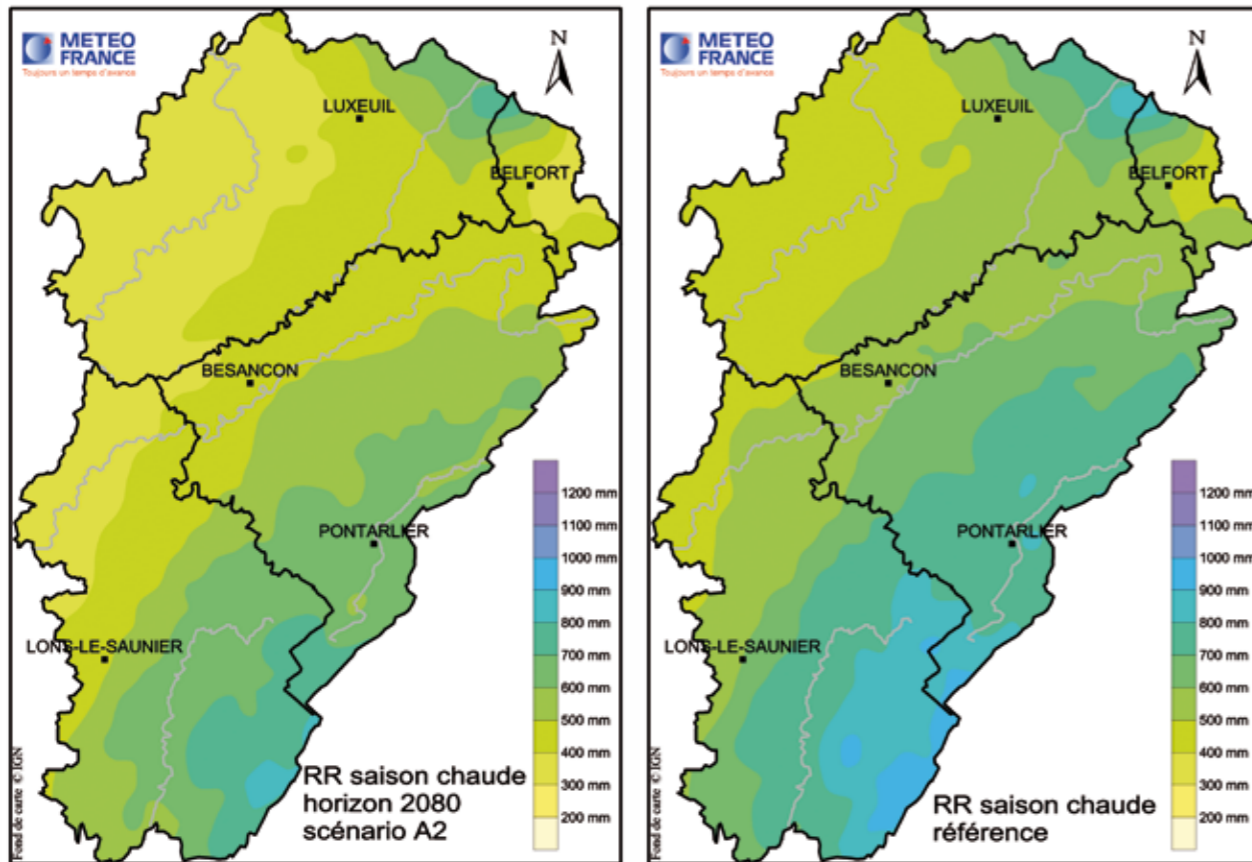 METEO
FRANCE
Toujours un temps d'avance
N
LUXEUIL
BELFORT
BESANCON
PONTARLIER
LONS-LE-SAUNIER
1200 mm
1100 mm
1000 mm
900 mm
800 mm
700 mm
600 mm
500 mm
400 mm
300 mm
200 mm
RR saison chaude
horizon 2080
scénario A2
Fond de carte © IGN
METEO
FRANCE
Toujours un temps d'avance
N
LUXEUIL
BELFORT
BESANCON
PONTARLIER
LONS-LE-SAUNIER
1200 mm
1100 mm
1000 mm
900 mm
800 mm
700 mm
600 mm
500 mm
400 mm
300 mm
200 mm
RR saison chaude
référence
Fond de carte © IGN